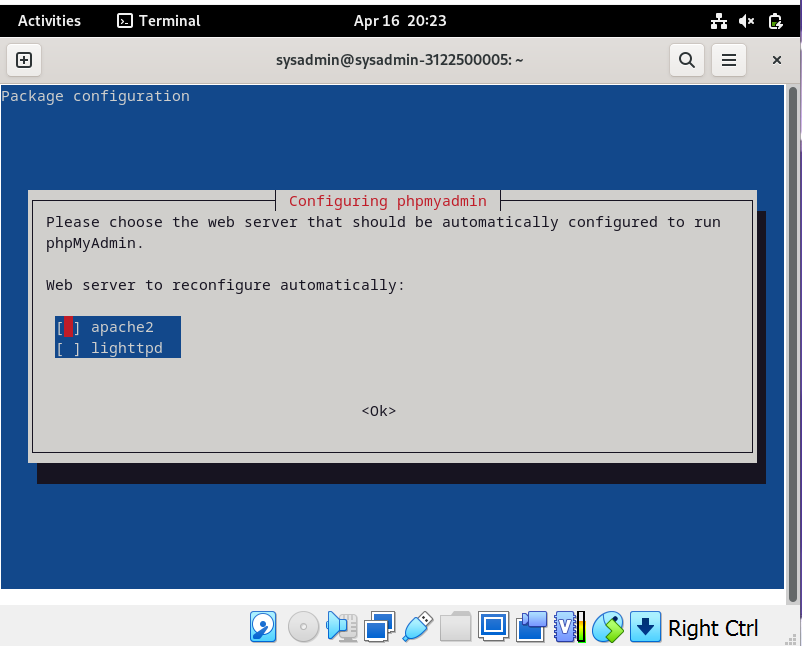 Activities Terminal Apr 16 20:23
sysadmin@sysadmin-3122500005: ~
Package configuration
Configuring phpmyadmin
Please choose the web server that should be automatically configured to run
phpMyAdmin.
Web server to reconfigure automatically:
[ ] apache2
[ ] lighttpd
<Ok>
Right Ctrl